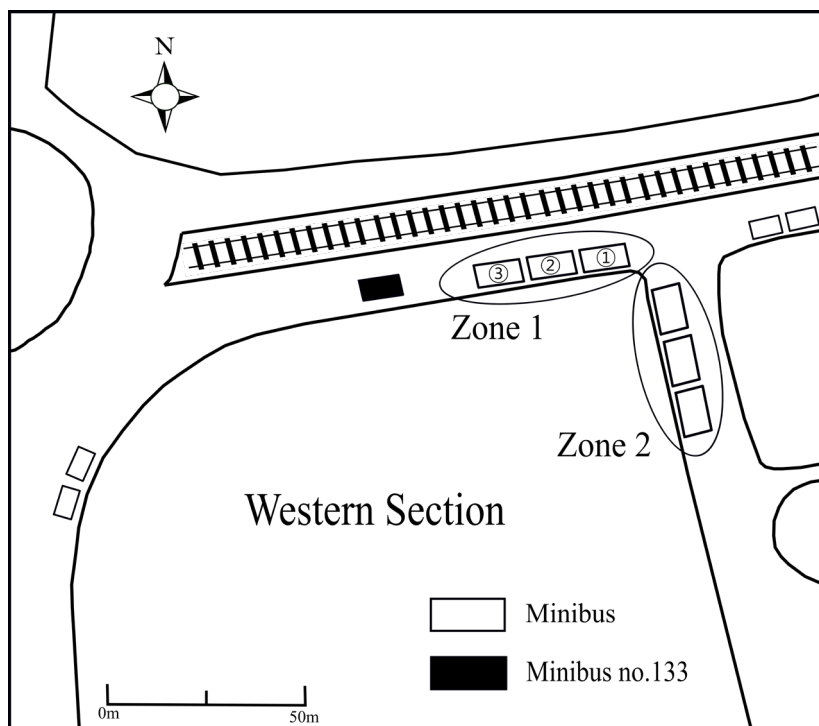 N
③ ② ①
Zone 1
Zone 2
Western Section
Minibus
Minibus no.133
0m 50m